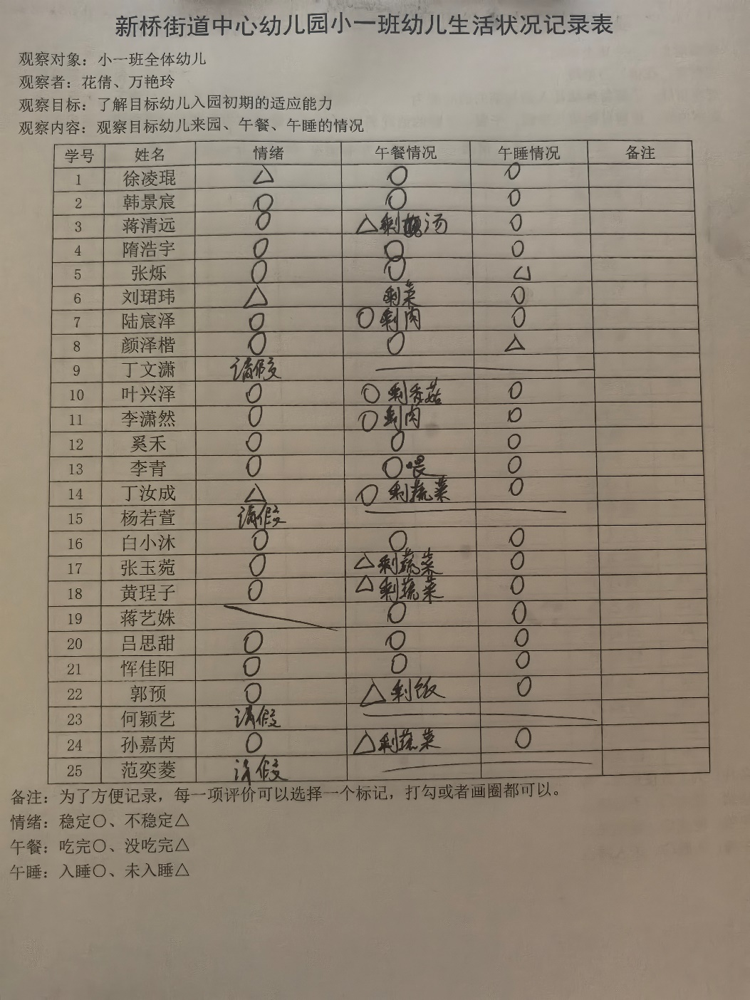 新桥街道中心幼儿园小一班幼儿生活状况记录表
观察对象：小一班全体幼儿
观察者：花倩、万艳玲
观察目标：了解目标幼儿入园初期的适应能力
观察内容：观察目标幼儿来园、午餐、午睡的情况
学号 姓名 情绪 午餐情况 午睡情况 备注
1 徐凌琨 △ ○ ○
2 韩景宸 ○ ○ ○
3 蒋清远 ○ △剩汤 ○
4 隋浩宇 ○ ○ ○
5 张烁 ○ ○ △
6 刘珺玮 △ 剩菜 ○
7 陆宸泽 ○ ○剩肉 ○
8 颜泽楷 ○ ○ △
9 丁文潇 请假
10 叶兴泽 ○ ○剩香菇 ○
11 李潇然 ○ ○剩肉 ○
12 奚禾 ○ ○ ○
13 李青 ○ ○喂 ○
14 丁汝成 △ ○剩蔬菜 ○
15 杨若萱 请假
16 白小沐 ○ ○ ○
17 张玉菀 ○ △剩蔬菜 ○
18 黄珵子 ○ △剩蔬菜 ○
19 蒋艺姝 ○ ○
20 吕思甜 ○ ○ ○
21 恽佳阳 ○ ○ ○
22 郭预 ○ △剩饭 ○
23 何颖艺 请假
24 孙嘉芮 ○ △剩蔬菜 ○
25 范奕菱 请假
备注：为了方便记录，每一项评价可以选择一个标记，打勾或者画圈都可以。
情绪：稳定○、不稳定△
午餐：吃完○、没吃完△
午睡：入睡○、未入睡△